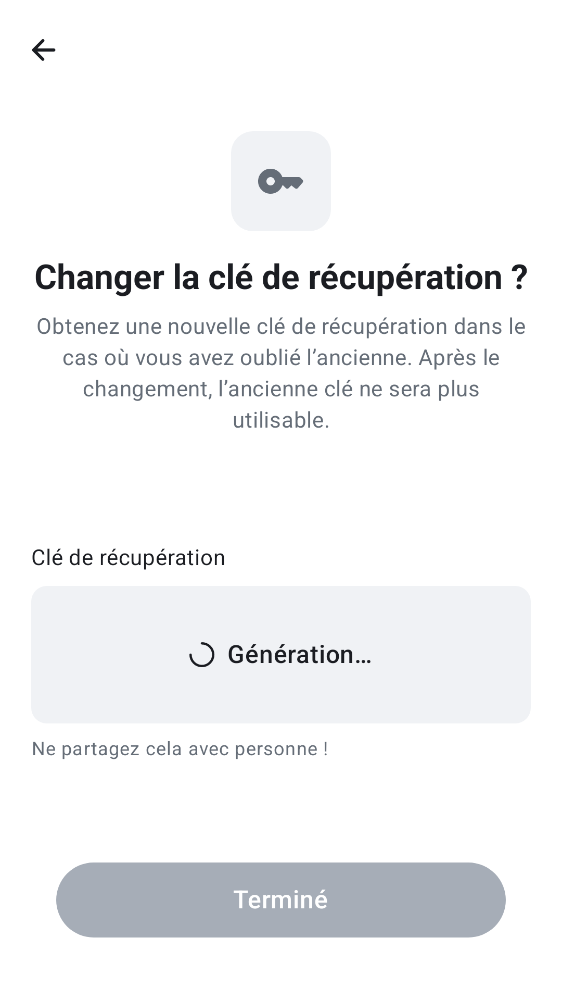 Changer la clé de récupération ?
Obtenez une nouvelle clé de récupération dans le
cas où vous avez oublié l’ancienne. Après le
changement, l’ancienne clé ne sera plus
utilisable.
Clé de récupération
Génération…
Ne partagez cela avec personne !
Terminé